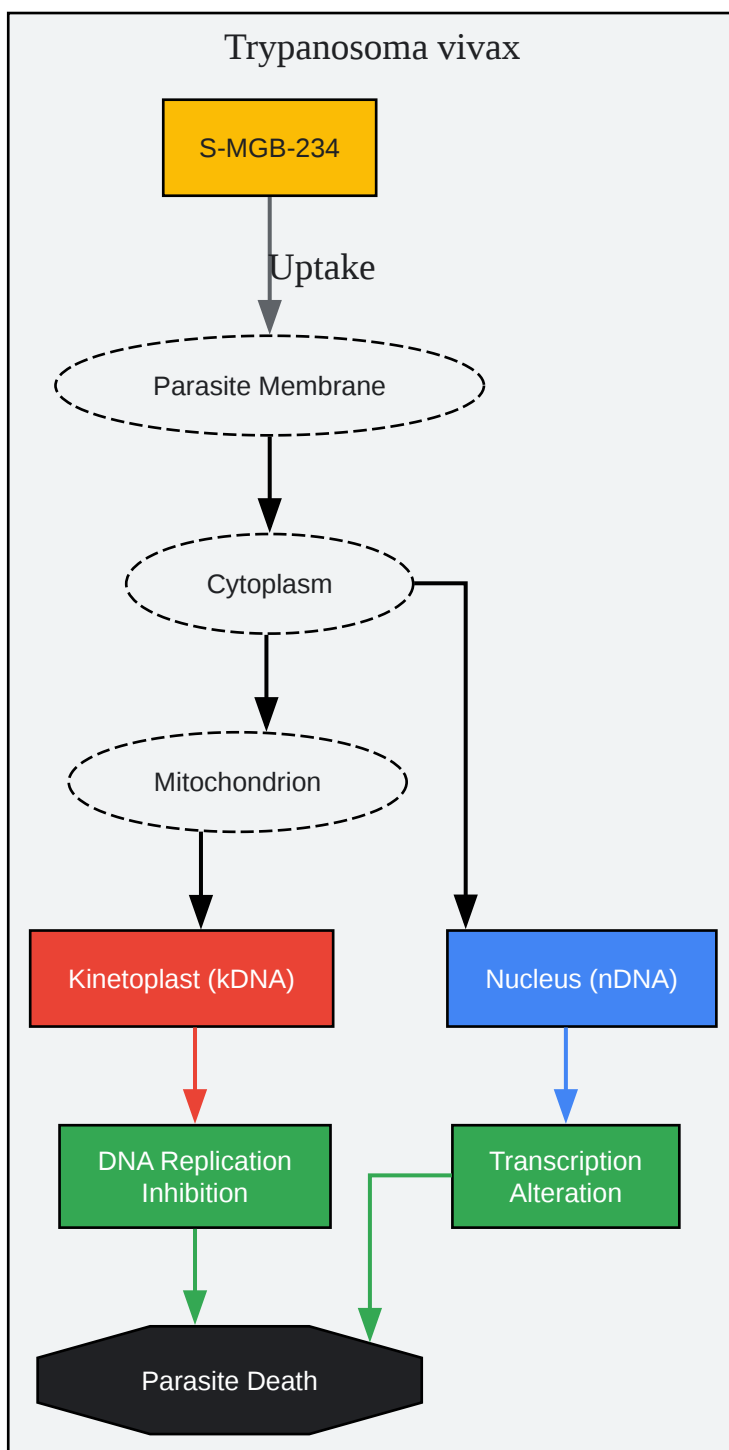 Trypanosoma vivax
S-MGB-234
Uptake
Parasite Membrane
Cytoplasm
Mitochondrion
Kinetoplast (kDNA)
Nucleus (nDNA)
DNA Replication
Inhibition
Transcription
Alteration
Parasite Death